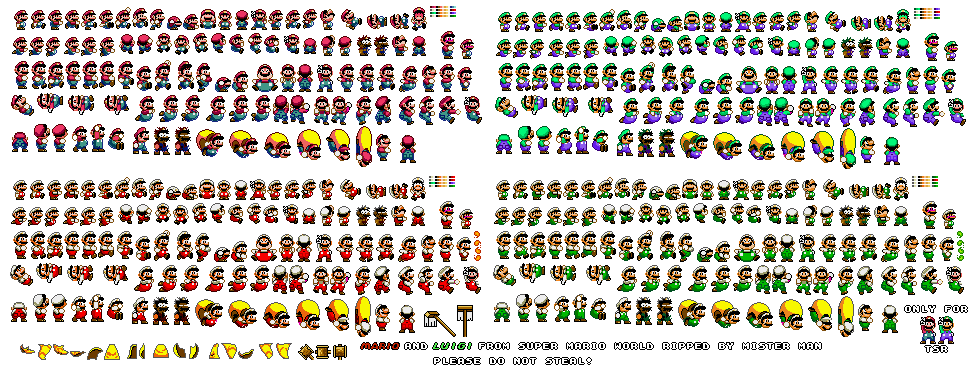 ONLY FOR
TSR
MARIO AND LUIGI FROM SUPER MARIO WORLD RIPPED BY MISTER MAN
PLEASE DO NOT STEAL!